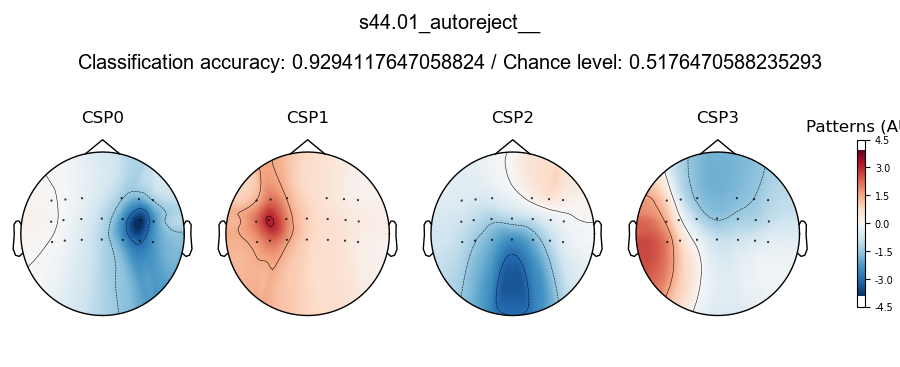 s44.01_autoreject__
Classification accuracy: 0.9294117647058824 / Chance level: 0.5176470588235293
CSP0 CSP1 CSP2 CSP3
Patterns (AU
4.5
3.0
1.5
0.0
-1.5
-3.0
-4.5